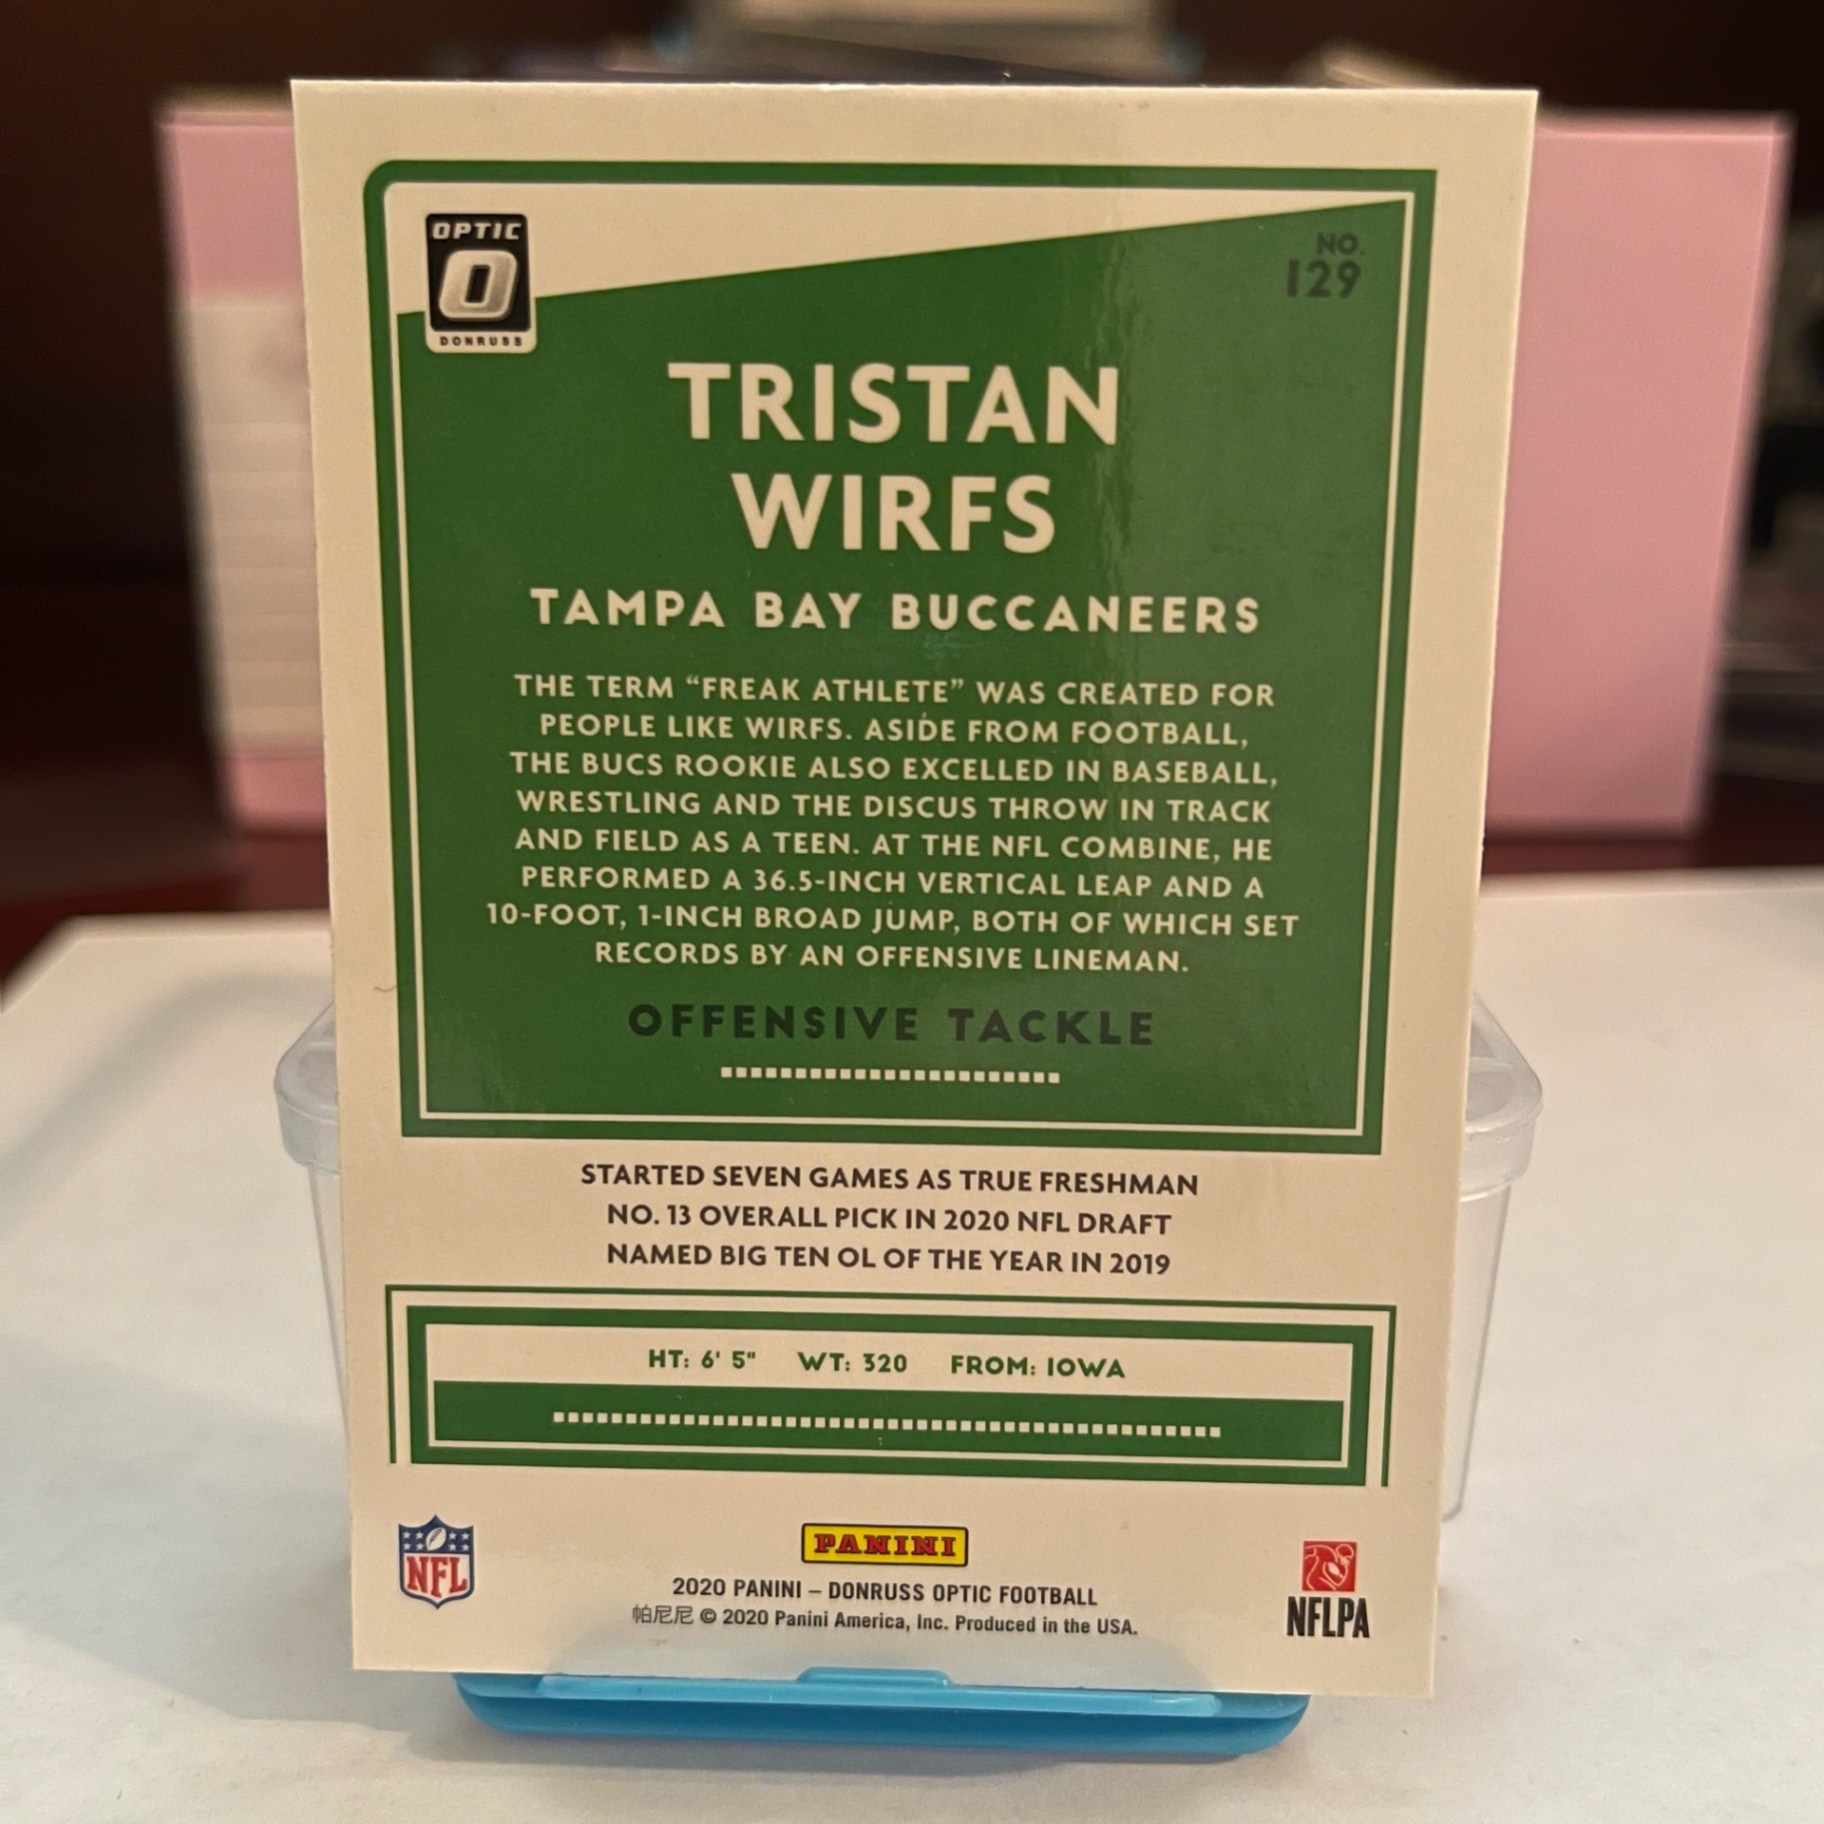 OPTIC
O
DONRUSS
NO.
129
TRISTAN
WIRFS
TAMPA BAY BUCCANEERS
THE TERM “FREAK ATHLETE” WAS CREATED FOR
PEOPLE LIKE WIRFS. ASIDE FROM FOOTBALL,
THE BUCS ROOKIE ALSO EXCELLED IN BASEBALL,
WRESTLING AND THE DISCUS THROW IN TRACK
AND FIELD AS A TEEN. AT THE NFL COMBINE, HE
PERFORMED A 36.5-INCH VERTICAL LEAP AND A
10-FOOT, 1-INCH BROAD JUMP, BOTH OF WHICH SET
RECORDS BY AN OFFENSIVE LINEMAN.
OFFENSIVE TACKLE
STARTED SEVEN GAMES AS TRUE FRESHMAN
NO. 13 OVERALL PICK IN 2020 NFL DRAFT
NAMED BIG TEN OL OF THE YEAR IN 2019
HT: 6' 5" WT: 320 FROM: IOWA
NFL
PANINI
2020 PANINI – DONRUSS OPTIC FOOTBALL
帕尼尼 © 2020 Panini America, Inc. Produced in the USA.
NFLPA